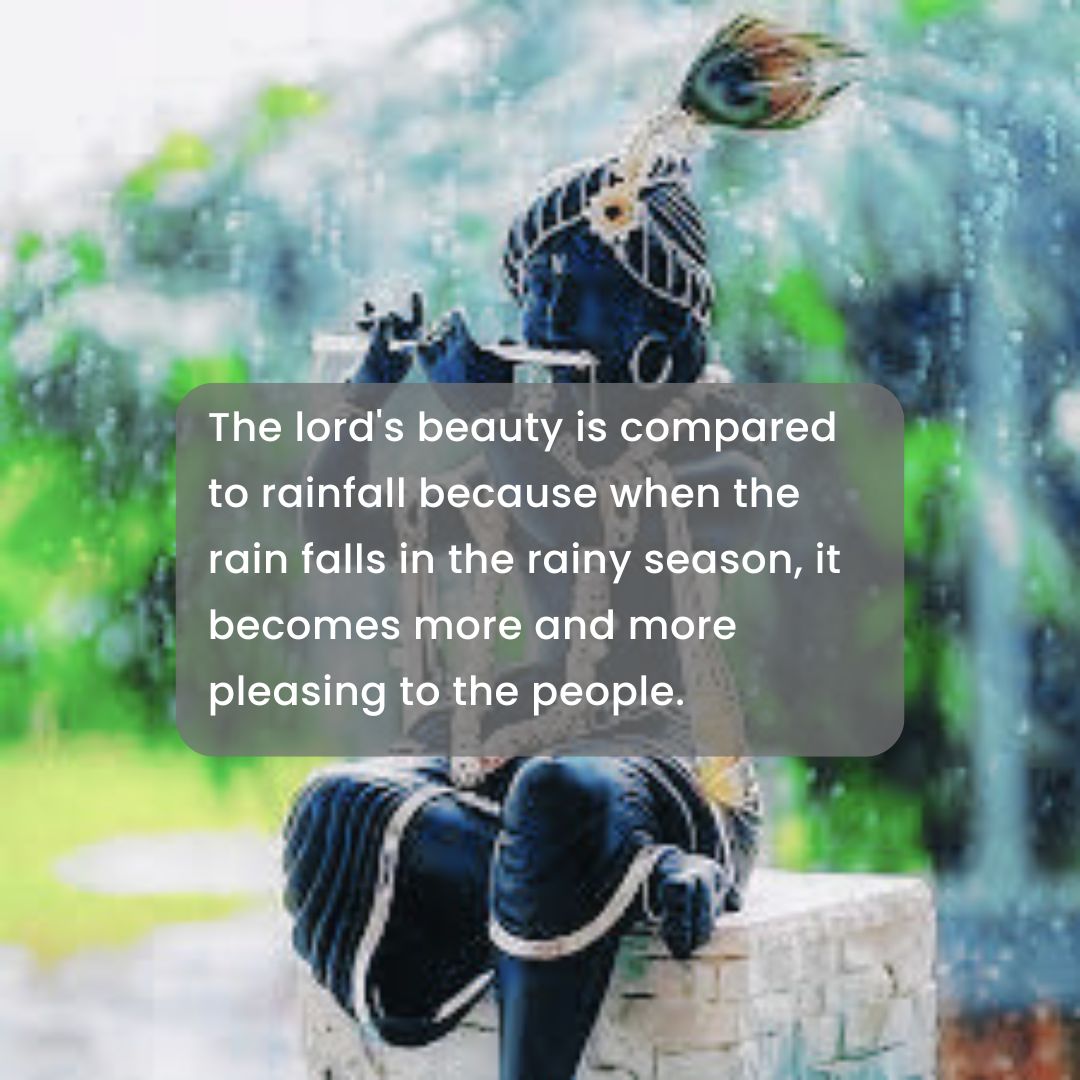 The lord's beauty is compared
to rainfall because when the
rain falls in the rainy season, it
becomes more and more
pleasing to the people.